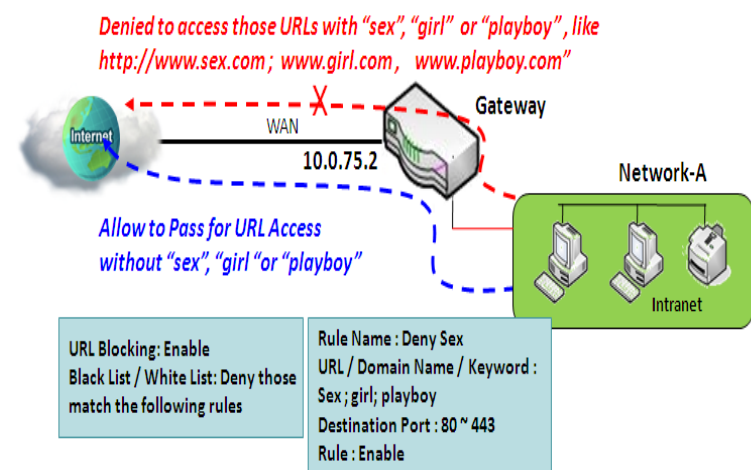 Denied to access those URLs with “sex”, “girl” or “playboy” , like
http://www.sex.com ; www.girl.com , www.playboy.com”
Gateway
Internet
WAN
10.0.75.2
Network-A
Allow to Pass for URL Access
without “sex”, “girl “or “playboy”
Intranet
URL Blocking: Enable
Black List / White List: Deny those
match the following rules
Rule Name : Deny Sex
URL / Domain Name / Keyword :
Sex ; girl; playboy
Destination Port : 80 ~ 443
Rule : Enable